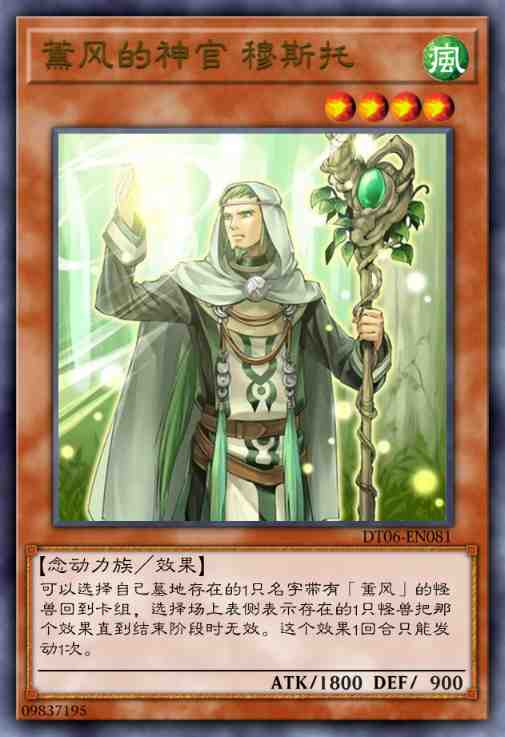 薰风的神官 穆斯托
風
DT06-EN081
【念动力族／效果】
可以选择自己墓地存在的1只名字带有「薰风」的怪
兽回到卡组，选择场上表侧表示存在的1只怪兽把那
个效果直到结束阶段时无效。这个效果1回合只能发
动1次。
ATK/1800 DEF/ 900
09837195